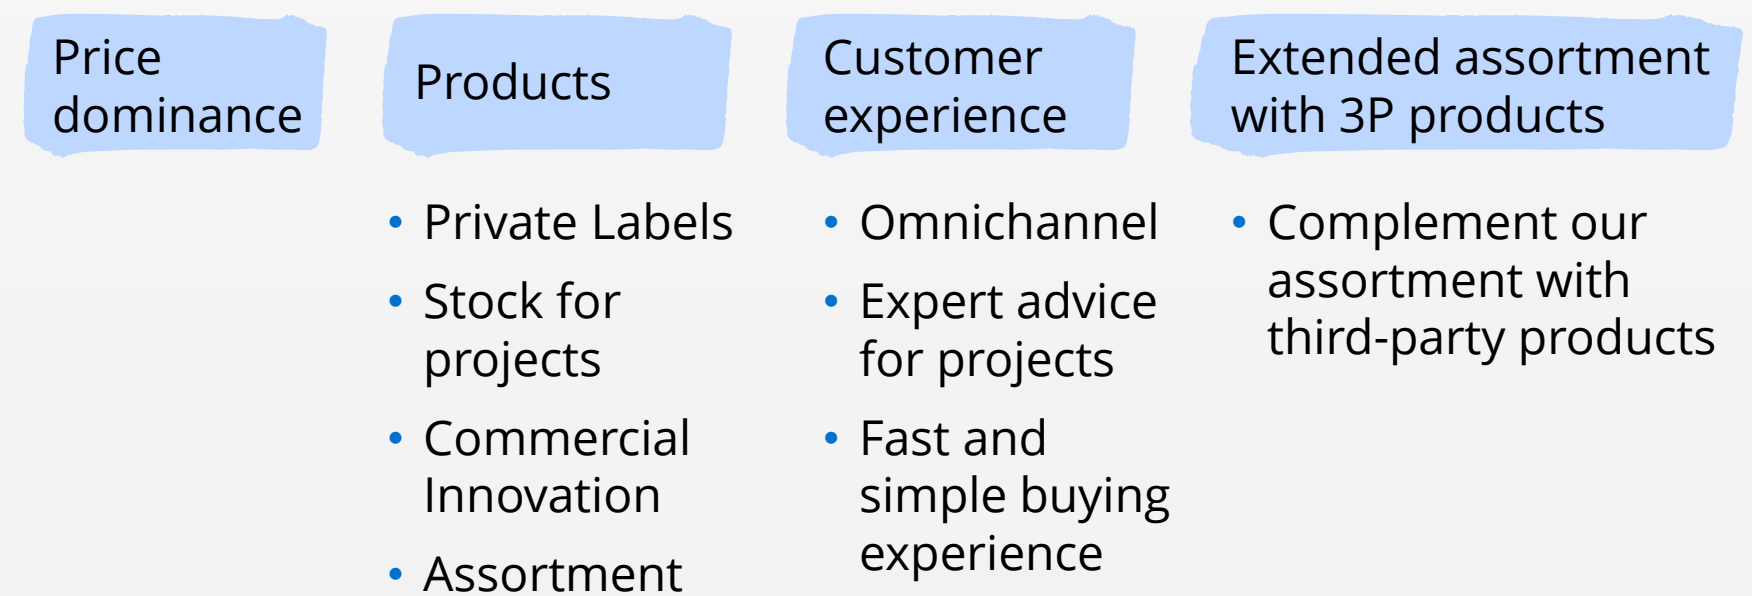 Price
dominance
Products
Customer
experience
Extended assortment
with 3P products
• Private Labels
• Stock for
projects
• Commercial
Innovation
• Assortment
• Omnichannel
• Expert advice
for projects
• Fast and
simple buying
experience
• Complement our
assortment with
third-party products